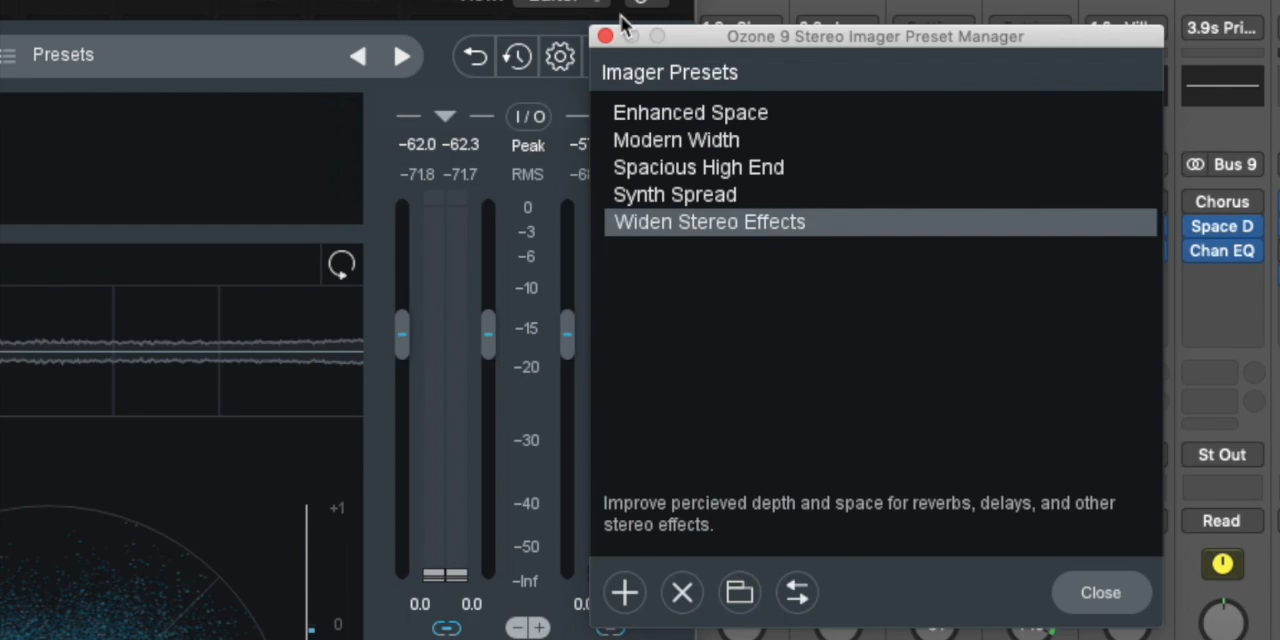 Presets
I / O
-62.0 -62.3
Peak
-71.8 -71.7
RMS
0
-3
-6
-10
-15
-20
-30
-40
-50
-Inf
0.0
0.0
+1
0
Ozone 9 Stereo Imager Preset Manager
Imager Presets
Enhanced Space
Modern Width
Spacious High End
Synth Spread
Widen Stereo Effects
Improve percieved depth and space for reverbs, delays, and other
stereo effects.
Close
3.9s Pri...
Bus 9
Chorus
Space D
Chan EQ
St Out
Read